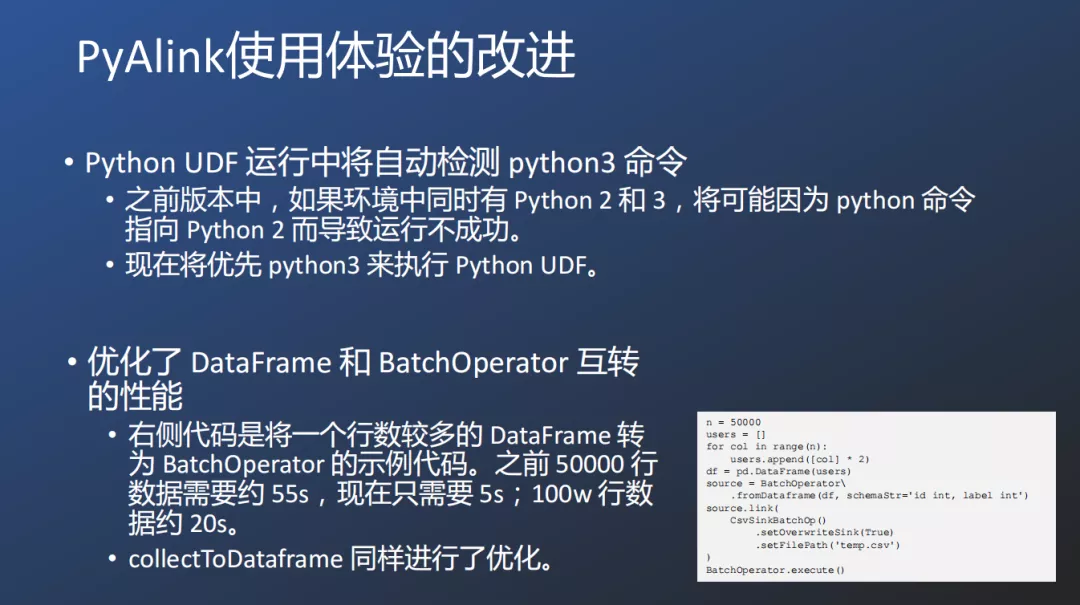 PyAlink使用体验的改进
• Python UDF 运行中将自动检测 python3 命令
• 之前版本中，如果环境中同时有 Python 2 和 3，将可能因为 python 命令
指向 Python 2 而导致运行不成功。
• 现在将优先 python3 来执行 Python UDF。
• 优化了 DataFrame 和 BatchOperator 互转
的性能
• 右侧代码是将一个行数较多的 DataFrame 转
为 BatchOperator 的示例代码。之前 50000 行
数据需要约 55s，现在只需要 5s；100w 行数
据约 20s。
• collectToDataframe 同样进行了优化。
n = 50000
users = []
for col in range(n):
    users.append([col] * 2)
df = pd.DataFrame(users)
source = BatchOperator\
    .fromDataframe(df, schemaStr='id int, label int')
source.link(
    CsvSinkBatchOp()
        .setOverwriteSink(True)
        .setFilePath('temp.csv')
)
BatchOperator.execute()